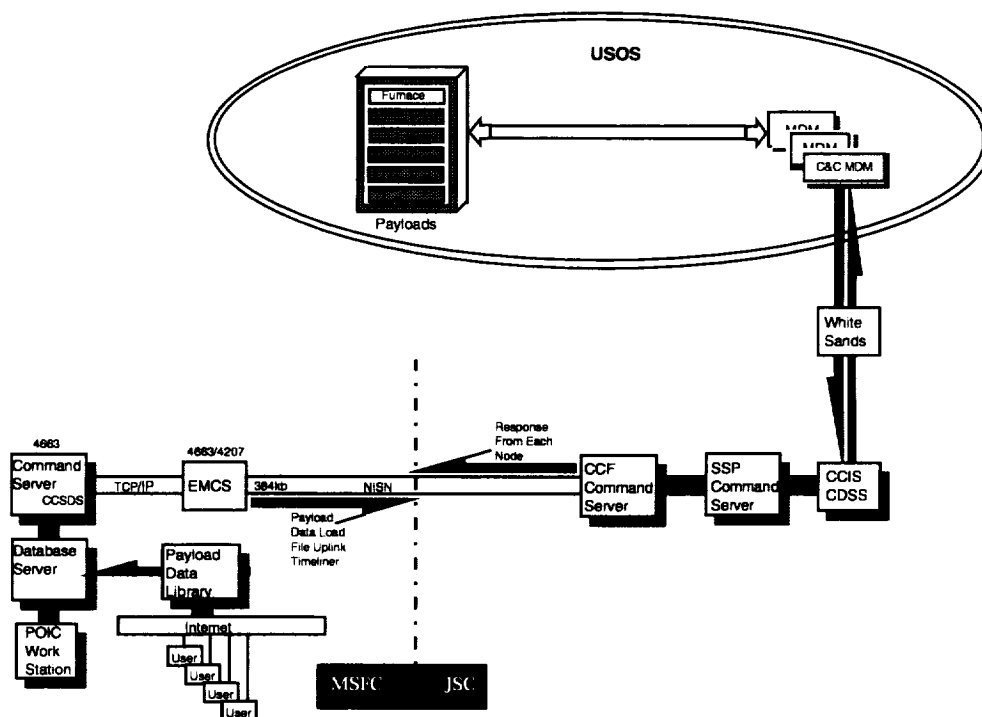 USOS
Furnace
Payloads
MDM
MDM
C&C MDM
White
Sands
Response
From Each
Node
4663
Command
Server
CCSDS
TCP/IP
4663/4207
EMCS
384kb
NISN
CCF
Command
Server
SSP
Command
Server
CCIS
CDSS
Payload
Data Load
File Uplink
Timeliner
Database
Server
Payload
Data
Library
POIC
Work
Station
Internet
User
User
User
User
MSFC JSC